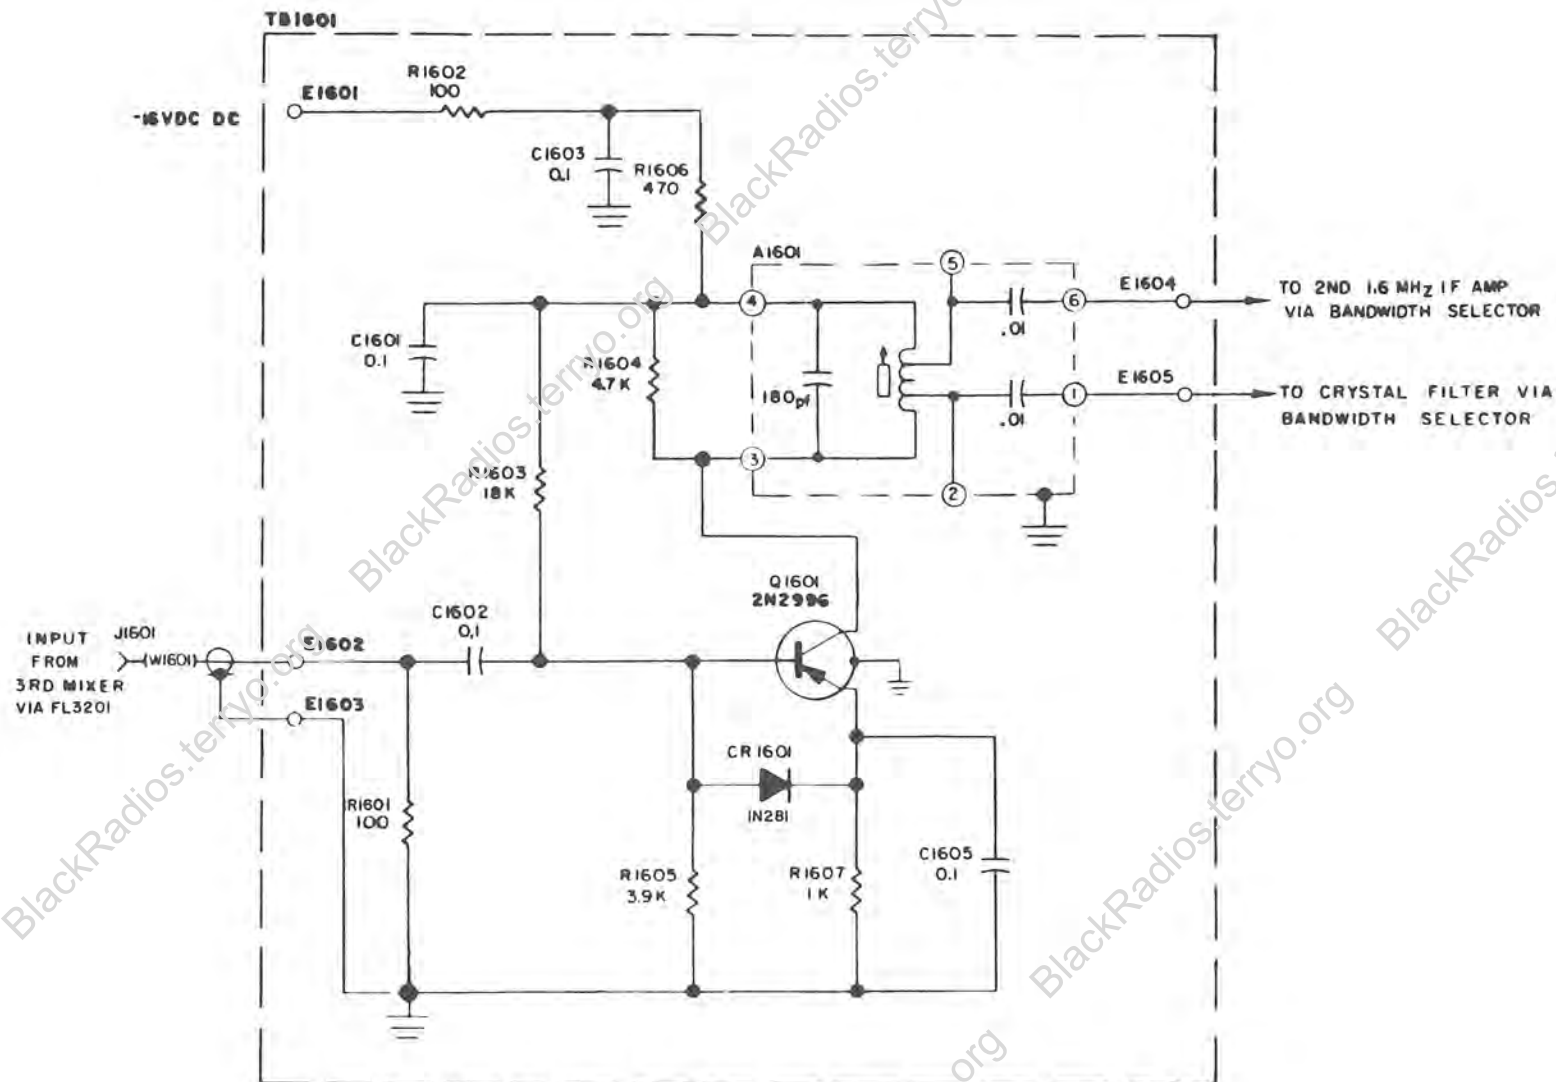 TB1601
R1602
100
E1601
-16VDC DC
C1603
0.1
R1606
470
A1601
5
4
6
E1604
TO 2ND 1.6 MHz IF AMP
VIA BANDWIDTH SELECTOR
.01
C1601
0.1
R1604
4.7K
180pf
1
E1605
TO CRYSTAL FILTER VIA
BANDWIDTH SELECTOR
.01
3
2
R1603
18K
Q1601
2N2996
C1602
0.1
INPUT
FROM
3RD MIXER
VIA FL3201
J1601
(W1601)
E1602
E1603
CR1601
1N281
R1601
100
R1605
3.9K
R1607
1K
C1605
0.1
BlackRadios.terryo.org
BlackRadios.terryo.org
BlackRadios.terryo.org
BlackRadios.terryo.org
BlackRadios.terryo.org
BlackRadios
.org